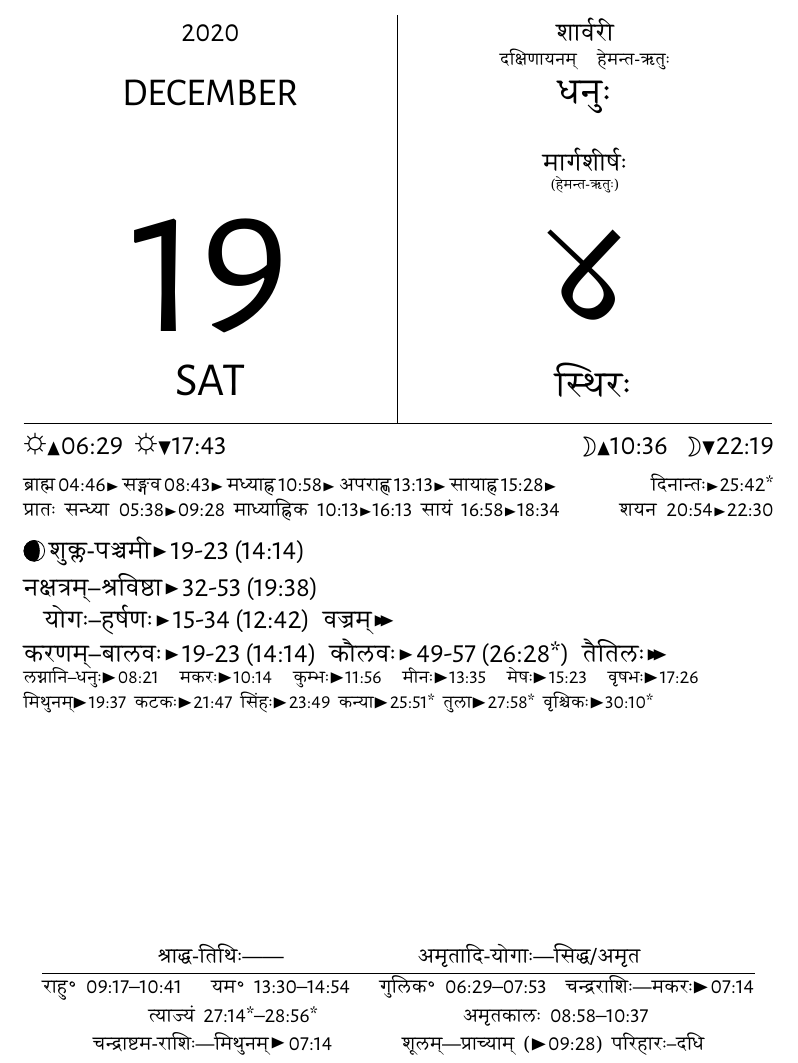 2020
DECEMBER
19
SAT
शार्वरी
दक्षिणायनम् हेमन्त-ऋतुः
धनुः
मार्गशीर्षः
(हेमन्त-ऋतुः)
४
स्थिरः
☼▲06:29 ☼▼17:43 ☽▲10:36 ☽▼22:19
ब्राह्म 04:46► सङ्गव 08:43► मध्याह्न 10:58► अपराह्ण 13:13► सायाह्न 15:28► दिनान्तः►25:42*
प्रातः सन्ध्या 05:38►09:28 माध्याह्निक 10:13►16:13 सायं 16:58►18:34 शयन 20:54►22:30
शुक्ल-पञ्चमी►19-23 (14:14)
नक्षत्रम्–श्रविष्ठा►32-53 (19:38)
योगः–हर्षणः►15-34 (12:42) वज्रम्►►
करणम्–बालवः►19-23 (14:14) कौलवः►49-57 (26:28*) तैतिलः►►
लग्नानि–धनुः►08:21 मकरः►10:14 कुम्भः►11:56 मीनः►13:35 मेषः►15:23 वृषभः►17:26
मिथुनम्►19:37 कटकः►21:47 सिंहः►23:49 कन्या►25:51* तुला►27:58* वृश्चिकः►30:10*
श्राद्ध-तिथिः—— अमृतादि-योगाः—सिद्ध/अमृत
राहु° 09:17–10:41 यम° 13:30–14:54 गुलिक° 06:29–07:53 चन्द्रराशिः—मकरः►07:14
त्याज्यं 27:14*–28:56* अमृतकालः 08:58–10:37
चन्द्राष्टम-राशिः—मिथुनम्►07:14 शूलम्—प्राच्याम् (►09:28) परिहारः–दधि